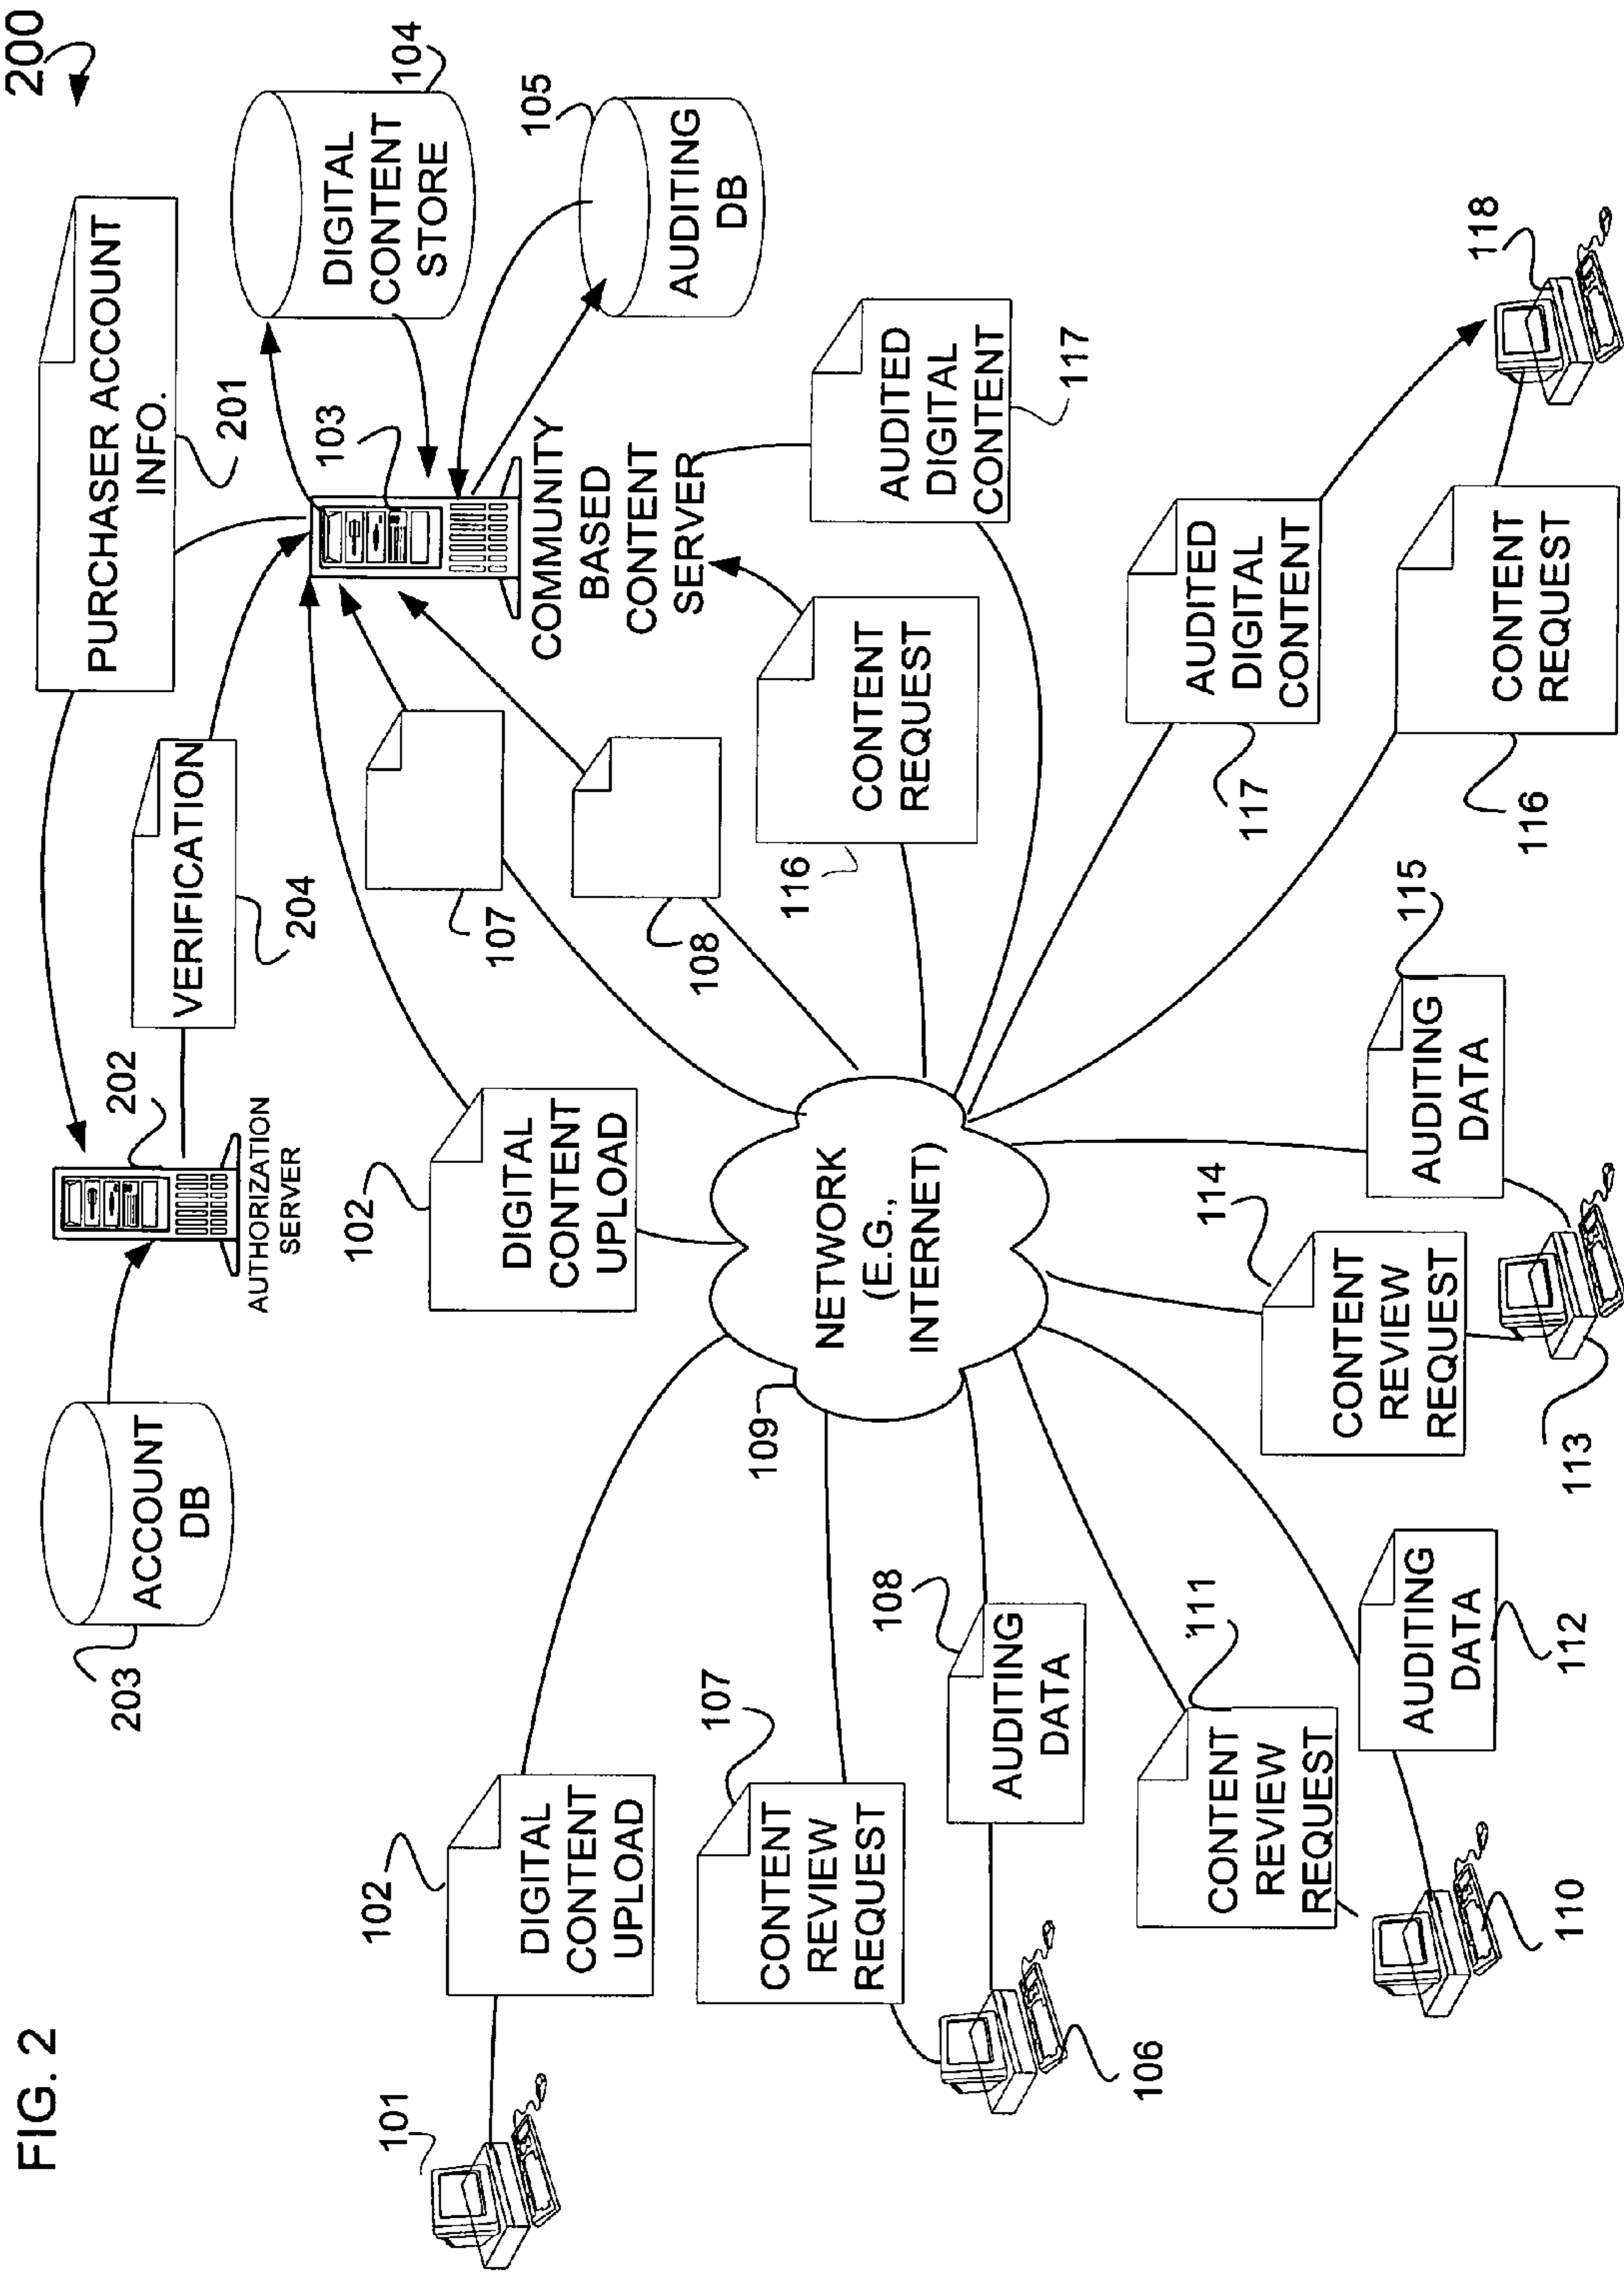 FIG. 2
200
203
ACCOUNT
DB
202
AUTHORIZATION
SERVER
VERIFICATION
204
PURCHASER ACCOUNT
INFO.
201
103
COMMUNITY
BASED
CONTENT
SERVER
DIGITAL
CONTENT
STORE
104
105
AUDITING
DB
101
102
DIGITAL
CONTENT
UPLOAD
102
DIGITAL
CONTENT
UPLOAD
107
108
116
CONTENT
REQUEST
AUDITED
DIGITAL
CONTENT
117
107
CONTENT
REVIEW
REQUEST
106
108
AUDITING
DATA
109
NETWORK
(E.G.,
INTERNET)
111
CONTENT
REVIEW
REQUEST
110
AUDITING
DATA
112
114
CONTENT
REVIEW
REQUEST
113
115
AUDITING
DATA
AUDITED
DIGITAL
CONTENT
117
CONTENT
REQUEST
116
118